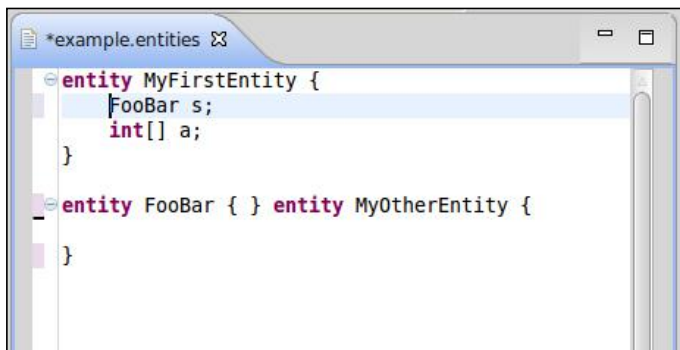 *example.entities
entity MyFirstEntity {
    FooBar s;
    int[] a;
}
entity FooBar { } entity MyOtherEntity {
}